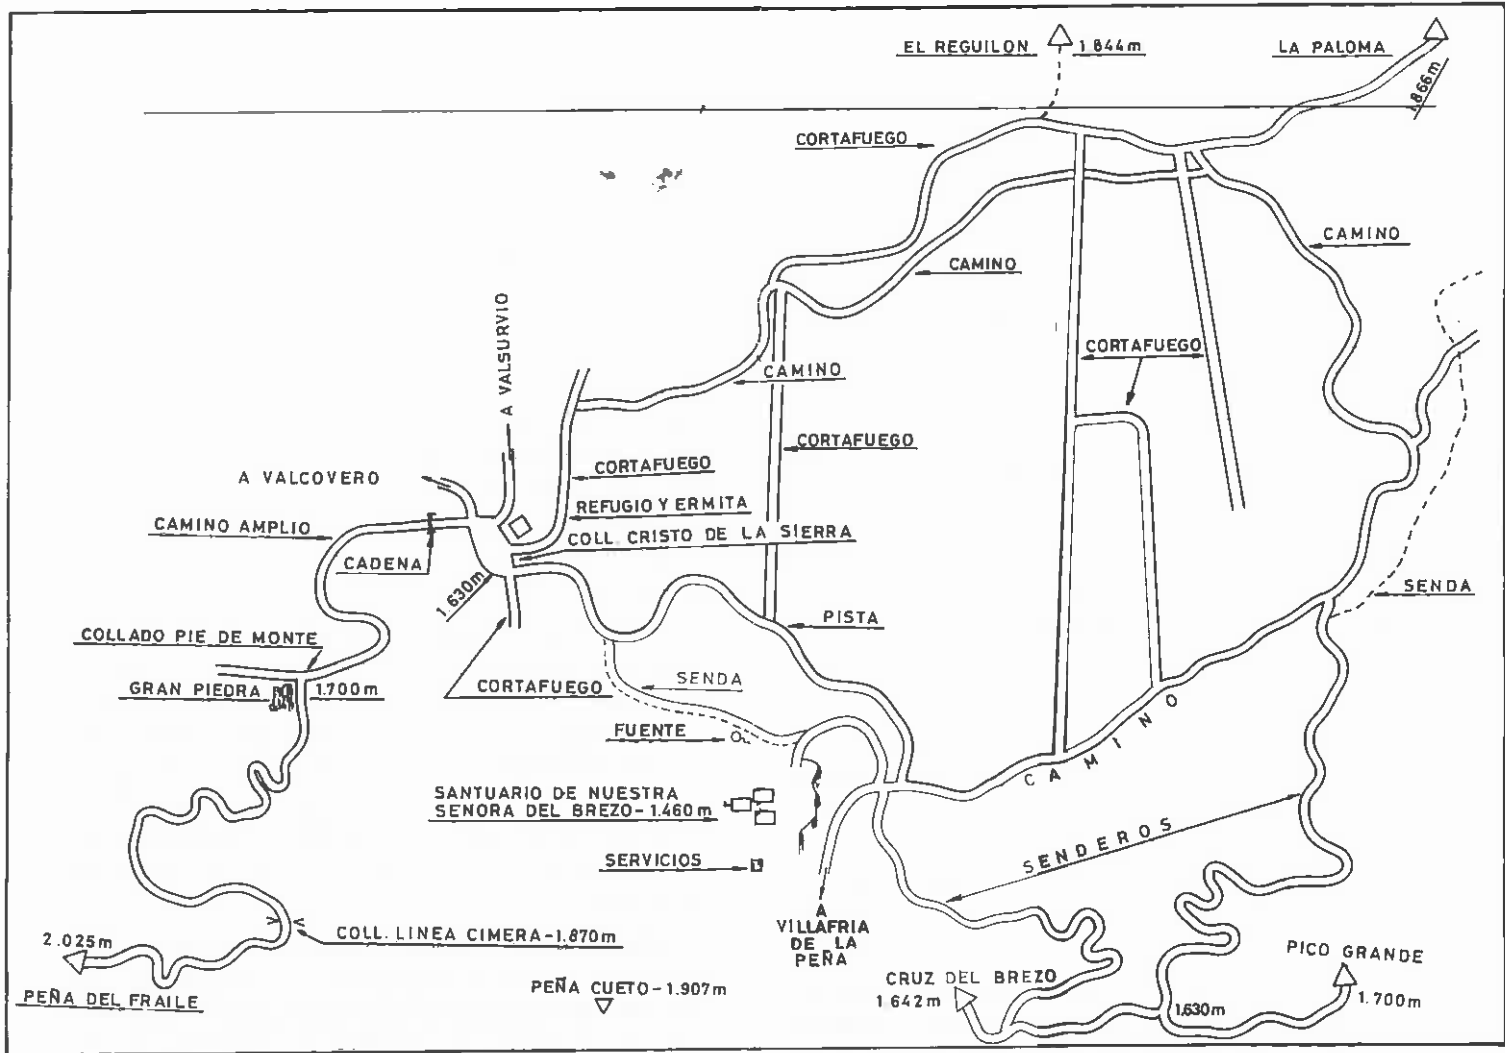 EL REGUILON
1.844m
LA PALOMA
1.866m
CORTAFUEGO
CAMINO
CAMINO
A VALSURVIO
CORTAFUEGO
CAMINO
CORTAFUEGO
A VALCOVERO
CORTAFUEGO
REFUGIO Y ERMITA
CAMINO AMPLIO
COLL. CRISTO DE LA SIERRA
CADENA
1.630m
SENDA
PISTA
COLLADO PIE DE MONTE
GRAN PIEDRA
1.700m
CORTAFUEGO
SENDA
FUENTE
CAMINO
SANTUARIO DE NUESTRA
SENORA DEL BREZO-1.460m
SENDEROS
SERVICIOS
A
VILLAFRIA
DE LA
PEÑA
COLL. LINEA CIMERA-1.870m
2.025m
PEÑA DEL FRAILE
PEÑA CUETO-1.907m
CRUZ DEL BREZO
1.642m
PICO GRANDE
1.700m
1.630m